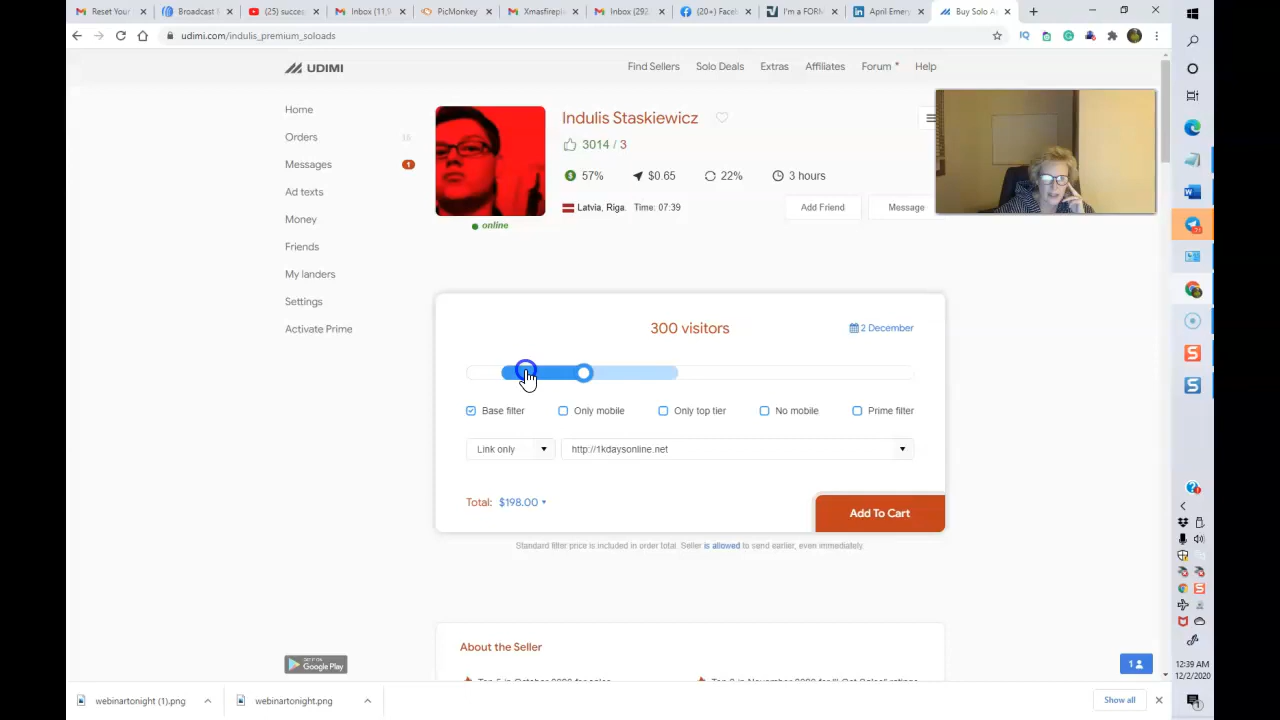 Reset Your
Broadcast
(25) succes
Inbox (11,9
PicMonkey
Xmasfirepl
Inbox (292
(20+) Face
I'm a FORM
April Emer
Buy Solo A
udimi.com/indulis_premium_soloads
UDIMI
Find Sellers
Solo Deals
Extras
Affiliates
Forum
Help
Home
Orders 18
Messages 1
Ad texts
Money
Friends
My landers
Settings
Activate Prime
Indulis Staskiewicz
3014 / 3
57%
$0.65
22%
3 hours
Latvia, Riga. Time: 07:39
Add Friend
Message
online
300 visitors
2 December
Base filter
Only mobile
Only top tier
No mobile
Prime filter
Link only
http://1kdaysonline.net
Total: $198.00
Add To Cart
Standard filter price is included in order total. Seller is allowed to send earlier, even immediately.
About the Seller
GET IT ON
Google Play
1
webinartonight (1).png
webinartonight.png
Show all
12:39 AM
12/2/2020